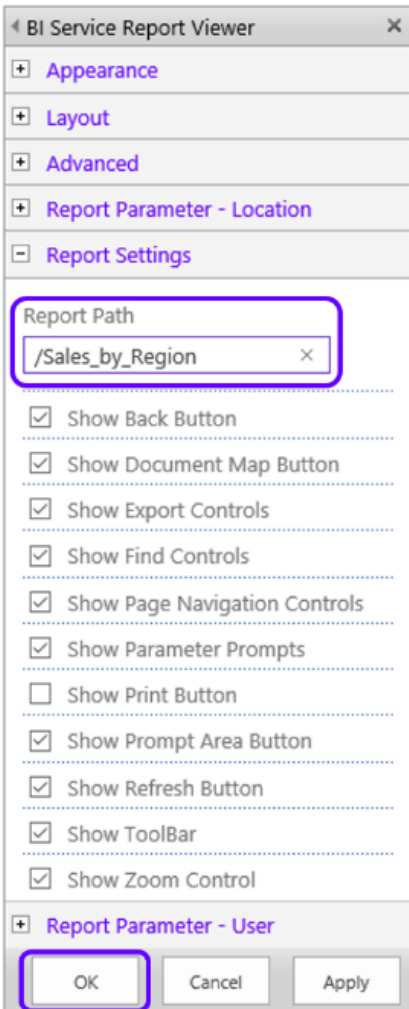 BI Service Report Viewer
Appearance
Layout
Advanced
Report Parameter - Location
Report Settings
Report Path
/Sales_by_Region
Show Back Button
Show Document Map Button
Show Export Controls
Show Find Controls
Show Page Navigation Controls
Show Parameter Prompts
Show Print Button
Show Prompt Area Button
Show Refresh Button
Show ToolBar
Show Zoom Control
Report Parameter - User
OK Cancel Apply